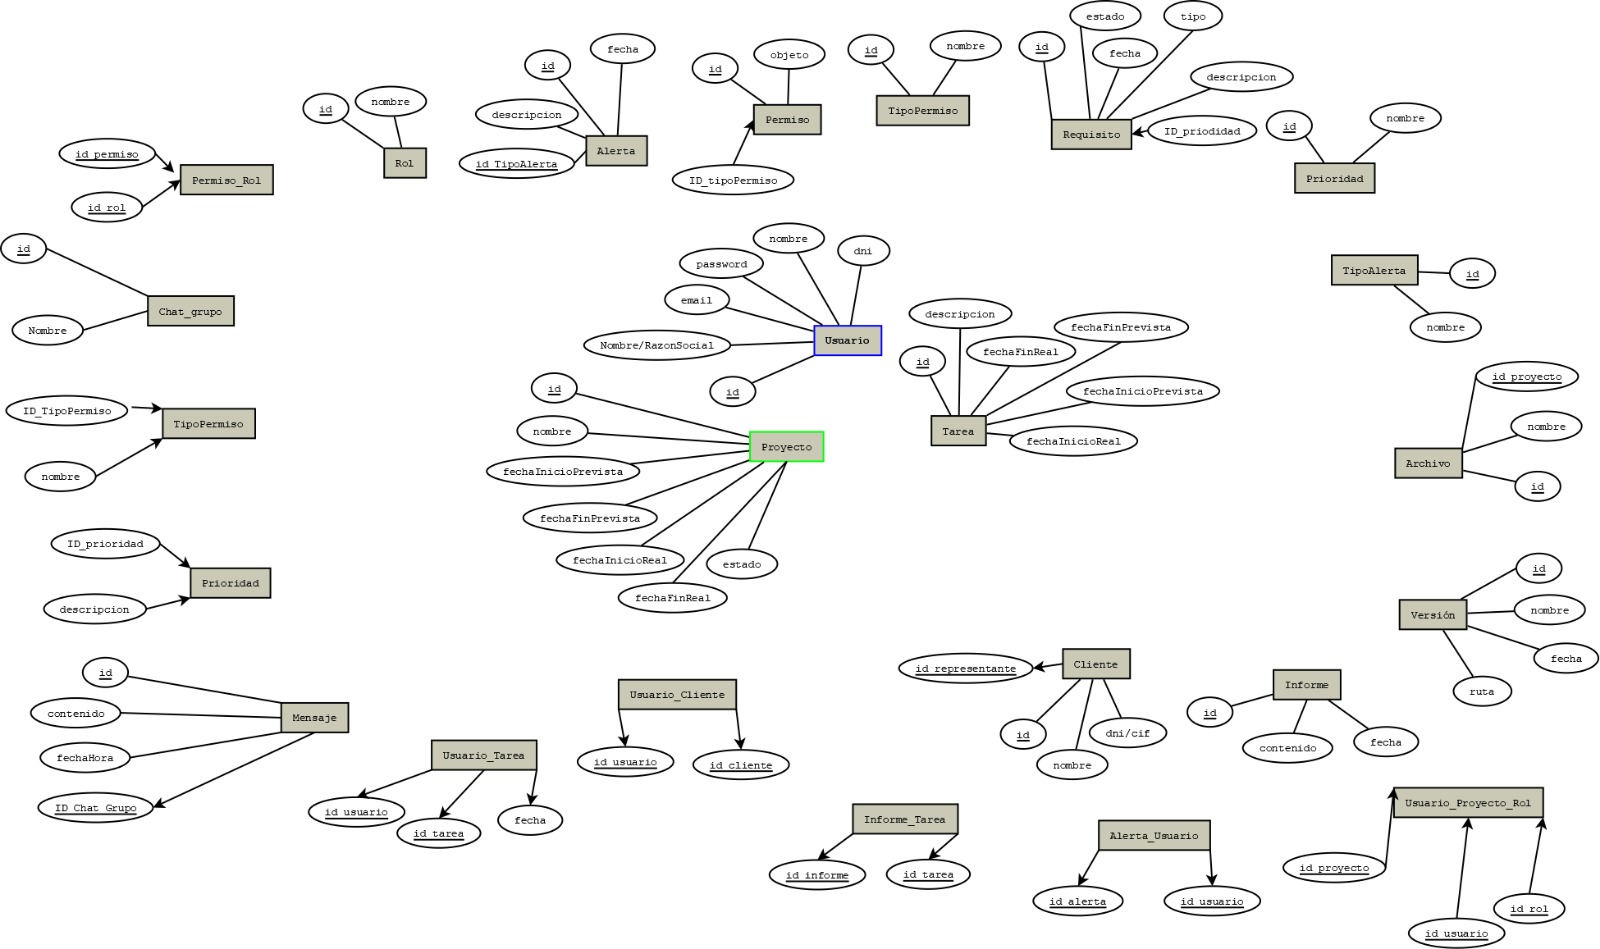 estado
tipo
id
fecha
descripcion
Requisito
ID_priodidad
id
nombre
TipoPermiso
id
objeto
Permiso
ID_tipoPermiso
id
fecha
descripcion
Alerta
id TipoAlerta
id
nombre
Rol
id
nombre
Prioridad
id permiso
Permiso_Rol
id rol
id
Chat_grupo
Nombre
nombre
dni
password
email
Usuario
Nombre/RazonSocial
id
TipoAlerta
id
nombre
descripcion
fechaFinPrevista
fechaFinReal
id
fechaInicioPrevista
Tarea
fechaInicioReal
id_proyecto
nombre
Archivo
id
ID_TipoPermiso
TipoPermiso
nombre
id
nombre
Proyecto
fechaInicioPrevista
fechaFinPrevista
fechaInicioReal
estado
fechaFinReal
ID_prioridad
Prioridad
descripcion
id
nombre
Versión
fecha
ruta
id
contenido
Mensaje
fechaHora
ID Chat Grupo
Usuario_Tarea
id usuario
id tarea
fecha
Usuario_Cliente
id usuario
id cliente
id representante
Cliente
id
dni/cif
nombre
Informe
id
contenido
fecha
Informe_Tarea
id informe
id tarea
Alerta_Usuario
id alerta
id usuario
Usuario_Proyecto_Rol
id proyecto
id rol
id usuario